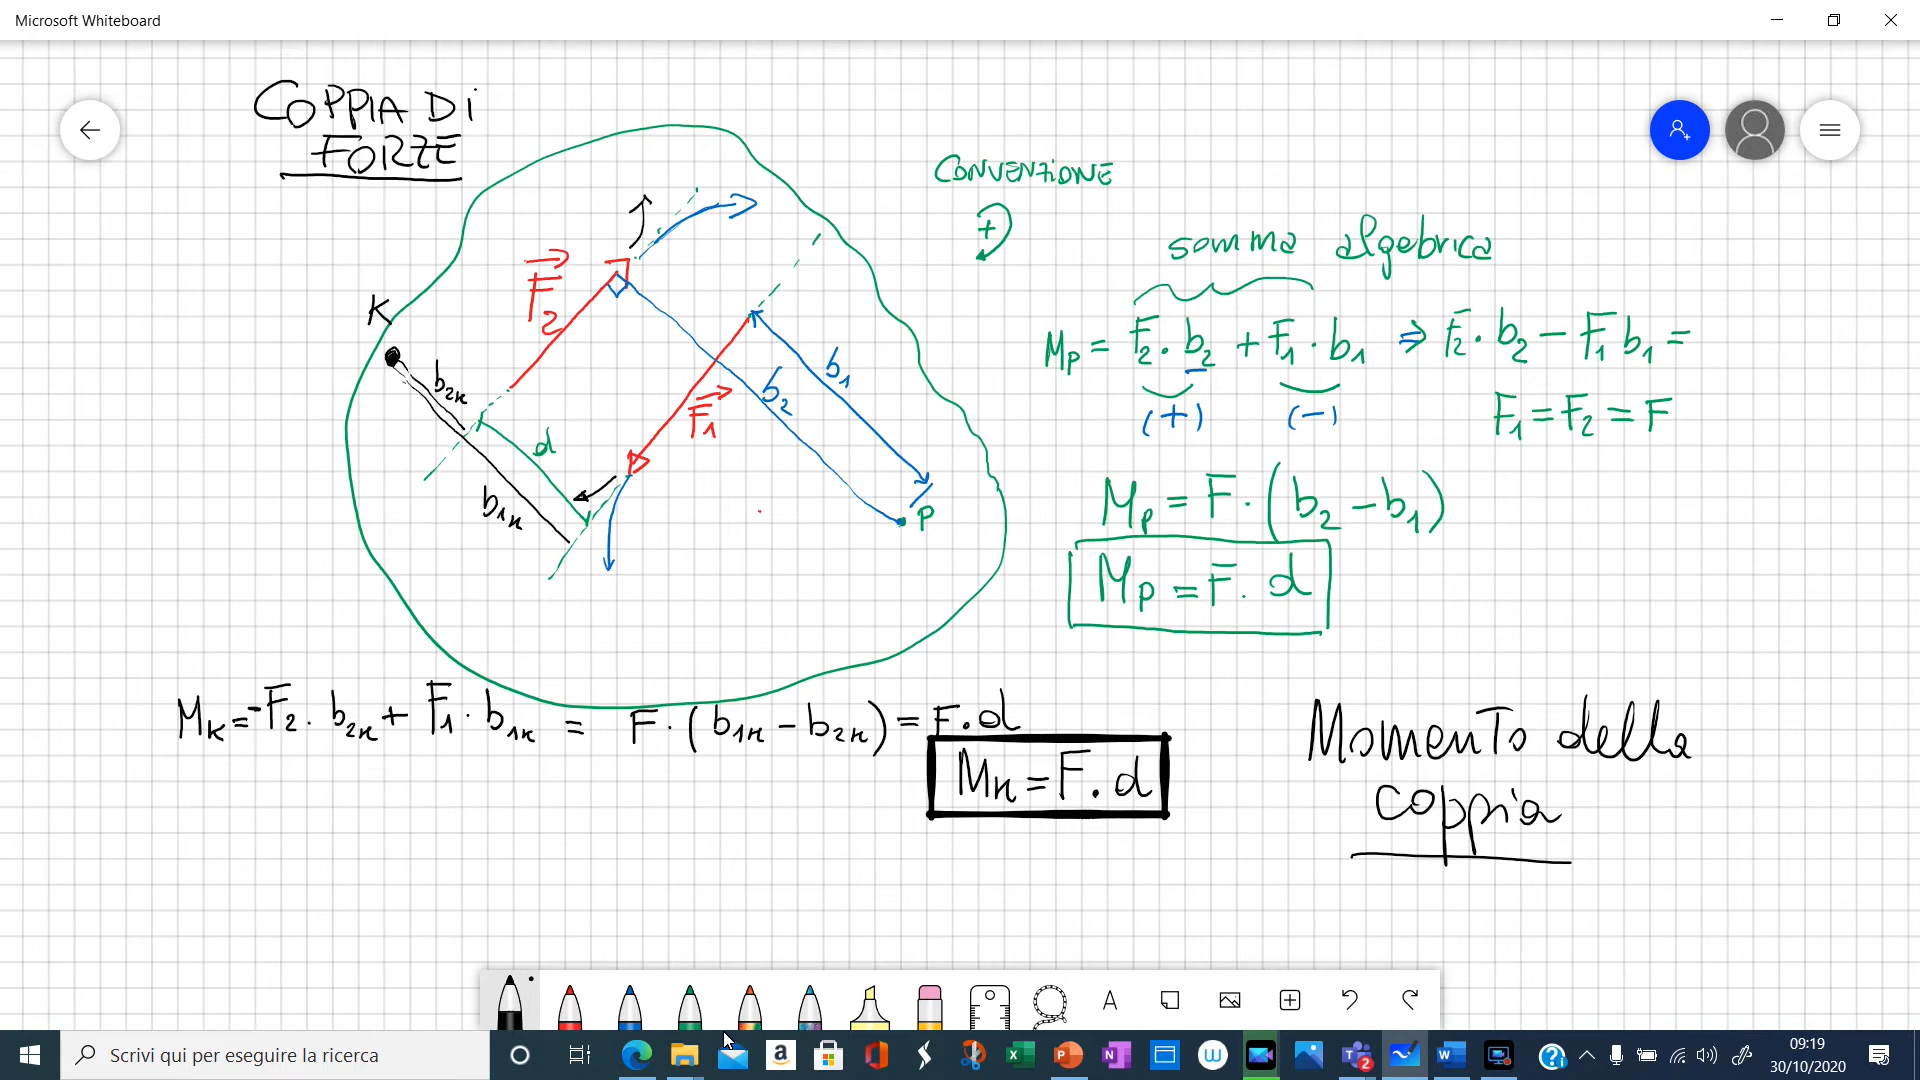 Microsoft Whiteboard
COPPIA DI
FORZE
CONVENZIONE
+
somma algebrica
K
F₂
b₂ₖ
d
b₁ₖ
F₁
b₂
b₁
P
Mp = F₂ · b₂ + F₁ · b₁ ⇒ F₂ · b₂ − F₁ b₁ =
(+) (−)
F₁ = F₂ = F
Mp = F · (b₂ − b₁)
Mp = F · d
Mₖ = −F₂ · b₂ₖ + F₁ · b₁ₖ = F · (b₁ₖ − b₂ₖ) = F · d
Mₖ = F · d
Momento della
coppia
Scrivi qui per eseguire la ricerca
09:19
30/10/2020